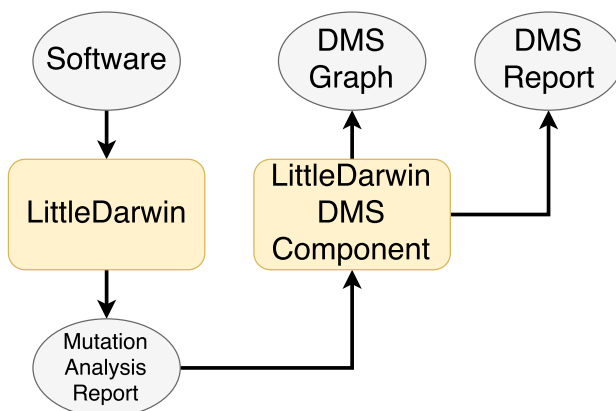 Software
LittleDarwin
Mutation
Analysis
Report
LittleDarwin
DMS
Component
DMS
Graph
DMS
Report